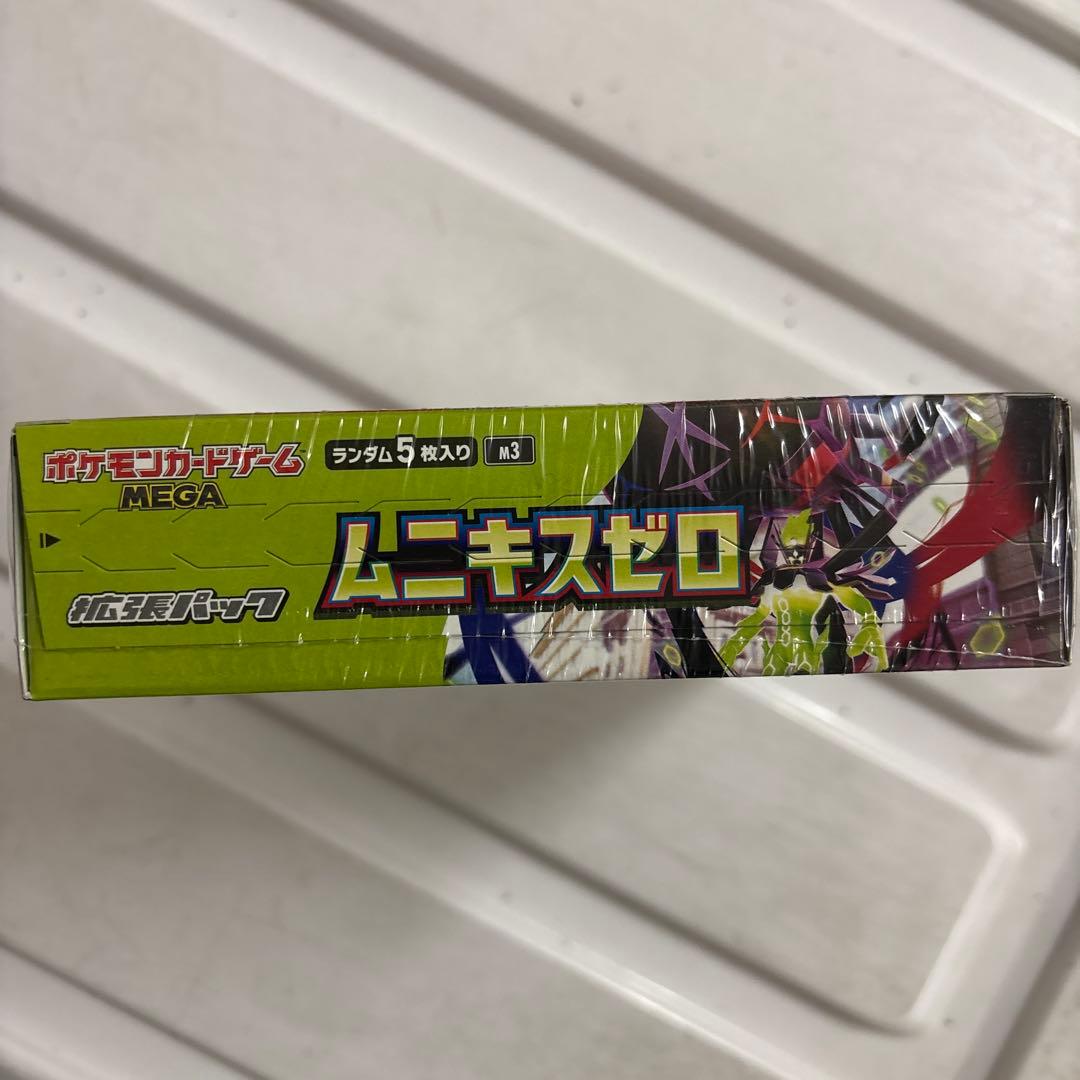 ポケモンカードゲーム
MEGA
ランダム5枚入り M3
ムニキスゼロ
拡張パック